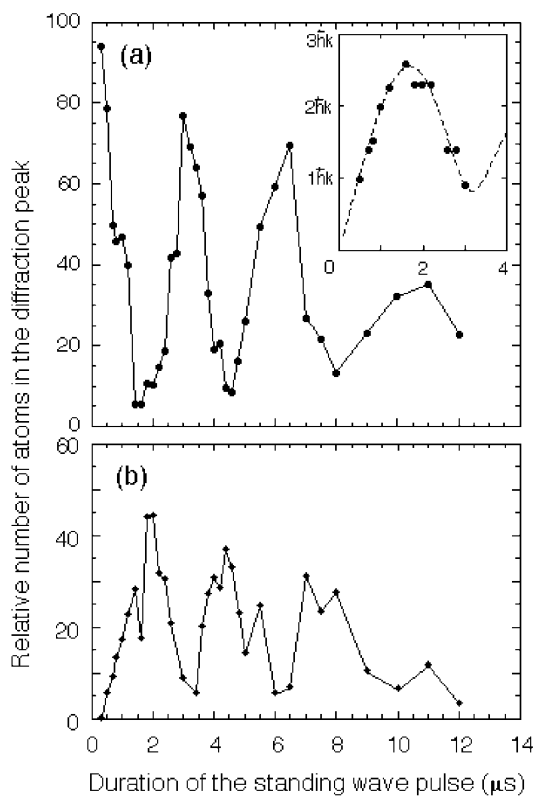 Relative number of atoms in the diffraction peak
100
80
60
40
20
0
(a)
3ħk
2ħk
1ħk
0
2
4
60
40
20
0
(b)
0 2 4 6 8 10 12 14
Duration of the standing wave pulse (μs)